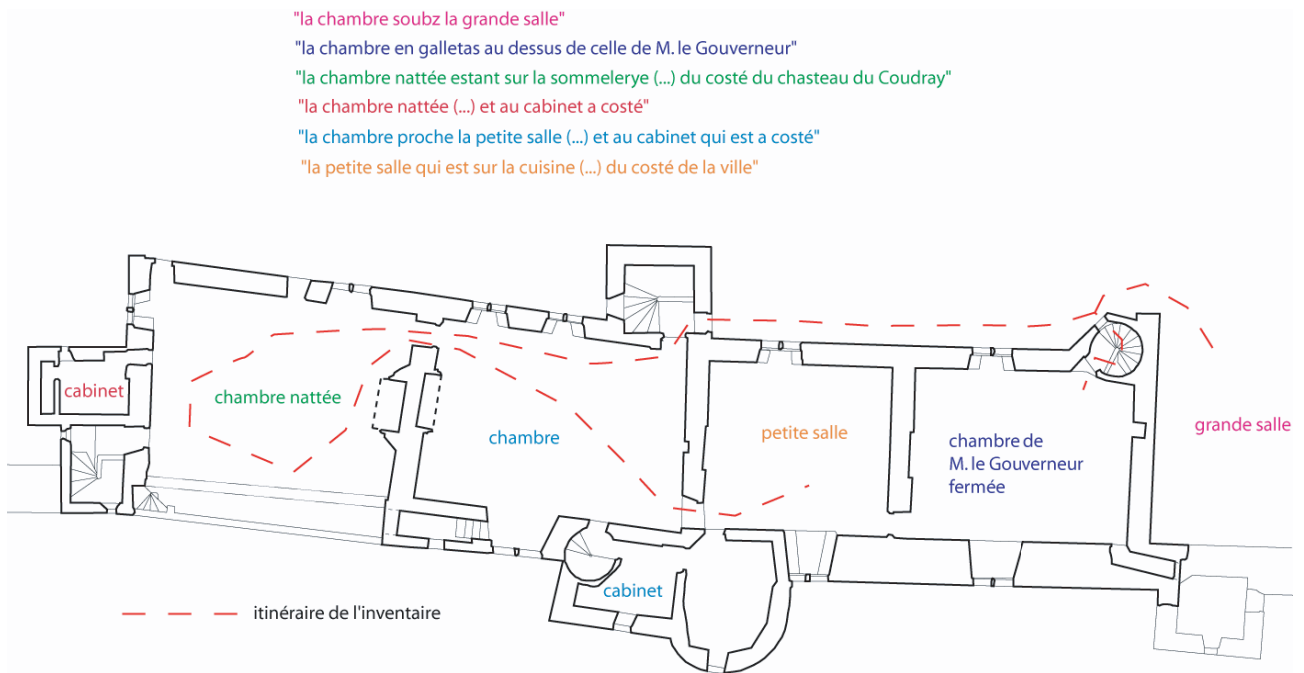 "la chambre soubz la grande salle"
"la chambre en galletas au dessus de celle de M. le Gouverneur"
"la chambre nattée estant sur la sommelerye (...) du costé du chasteau du Coudray"
"la chambre nattée (...) et au cabinet a costé"
"la chambre proche la petite salle (...) et au cabinet qui est a costé"
"la petite salle qui est sur la cuisine (...) du costé de la ville"
cabinet
chambre nattée
chambre
petite salle
chambre de
M. le Gouverneur
fermée
grande salle
cabinet
itinéraire de l'inventaire